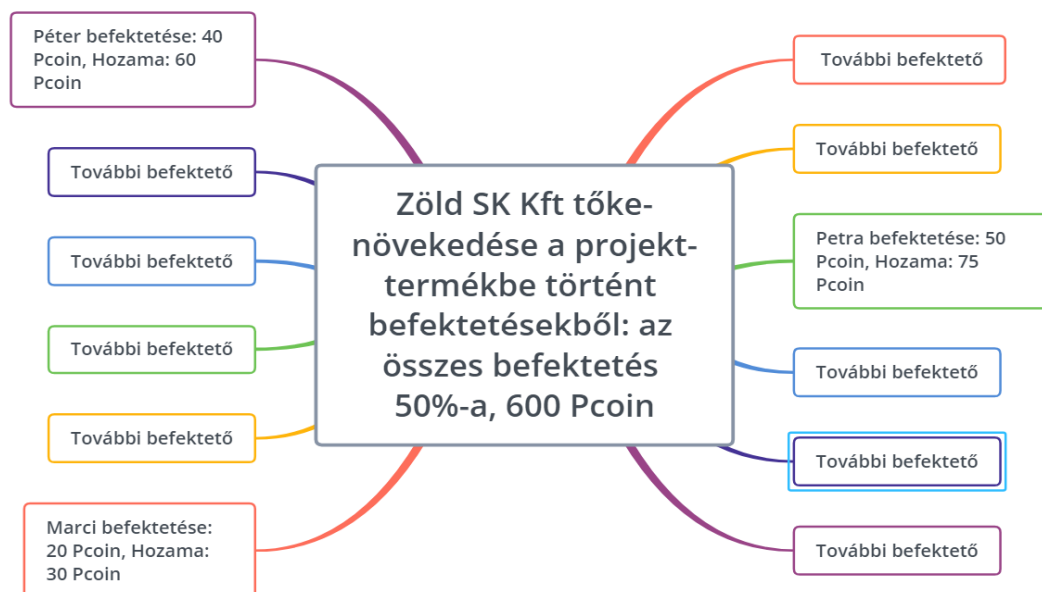 Péter befektetése: 40
Pcoin, Hozama: 60
Pcoin
További befektető
További befektető
További befektető
További befektető
Marci befektetése:
20 Pcoin, Hozama:
30 Pcoin
Zöld SK Kft tőke-
növekedése a projekt-
termékbe történt
befektetésekből: az
összes befektetés
50%-a, 600 Pcoin
További befektető
További befektető
Petra befektetése: 50
Pcoin, Hozama: 75
Pcoin
További befektető
További befektető
További befektető